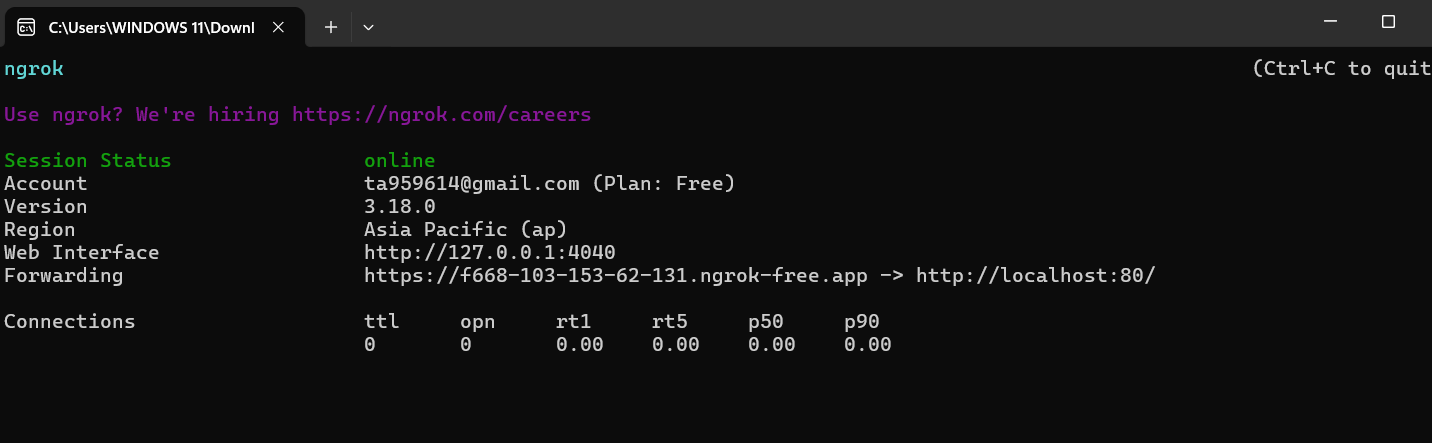 C:\Users\WINDOWS 11\Downl
ngrok (Ctrl+C to quit
Use ngrok? We're hiring https://ngrok.com/careers
Session Status online
Account ta959614@gmail.com (Plan: Free)
Version 3.18.0
Region Asia Pacific (ap)
Web Interface http://127.0.0.1:4040
Forwarding https://f668-103-153-62-131.ngrok-free.app -> http://localhost:80/
Connections ttl opn rt1 rt5 p50 p90
0 0 0.00 0.00 0.00 0.00